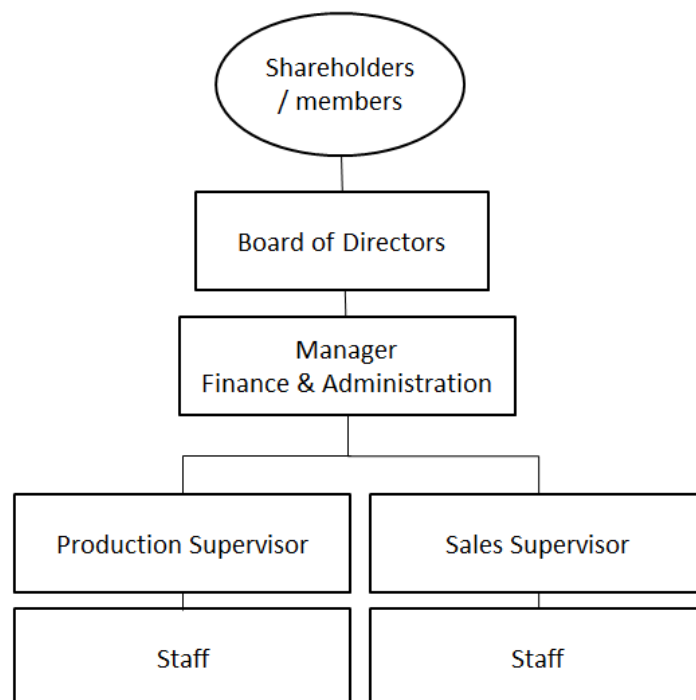 Shareholders
/ members
Board of Directors
Manager
Finance & Administration
Production Supervisor
Sales Supervisor
Staff
Staff